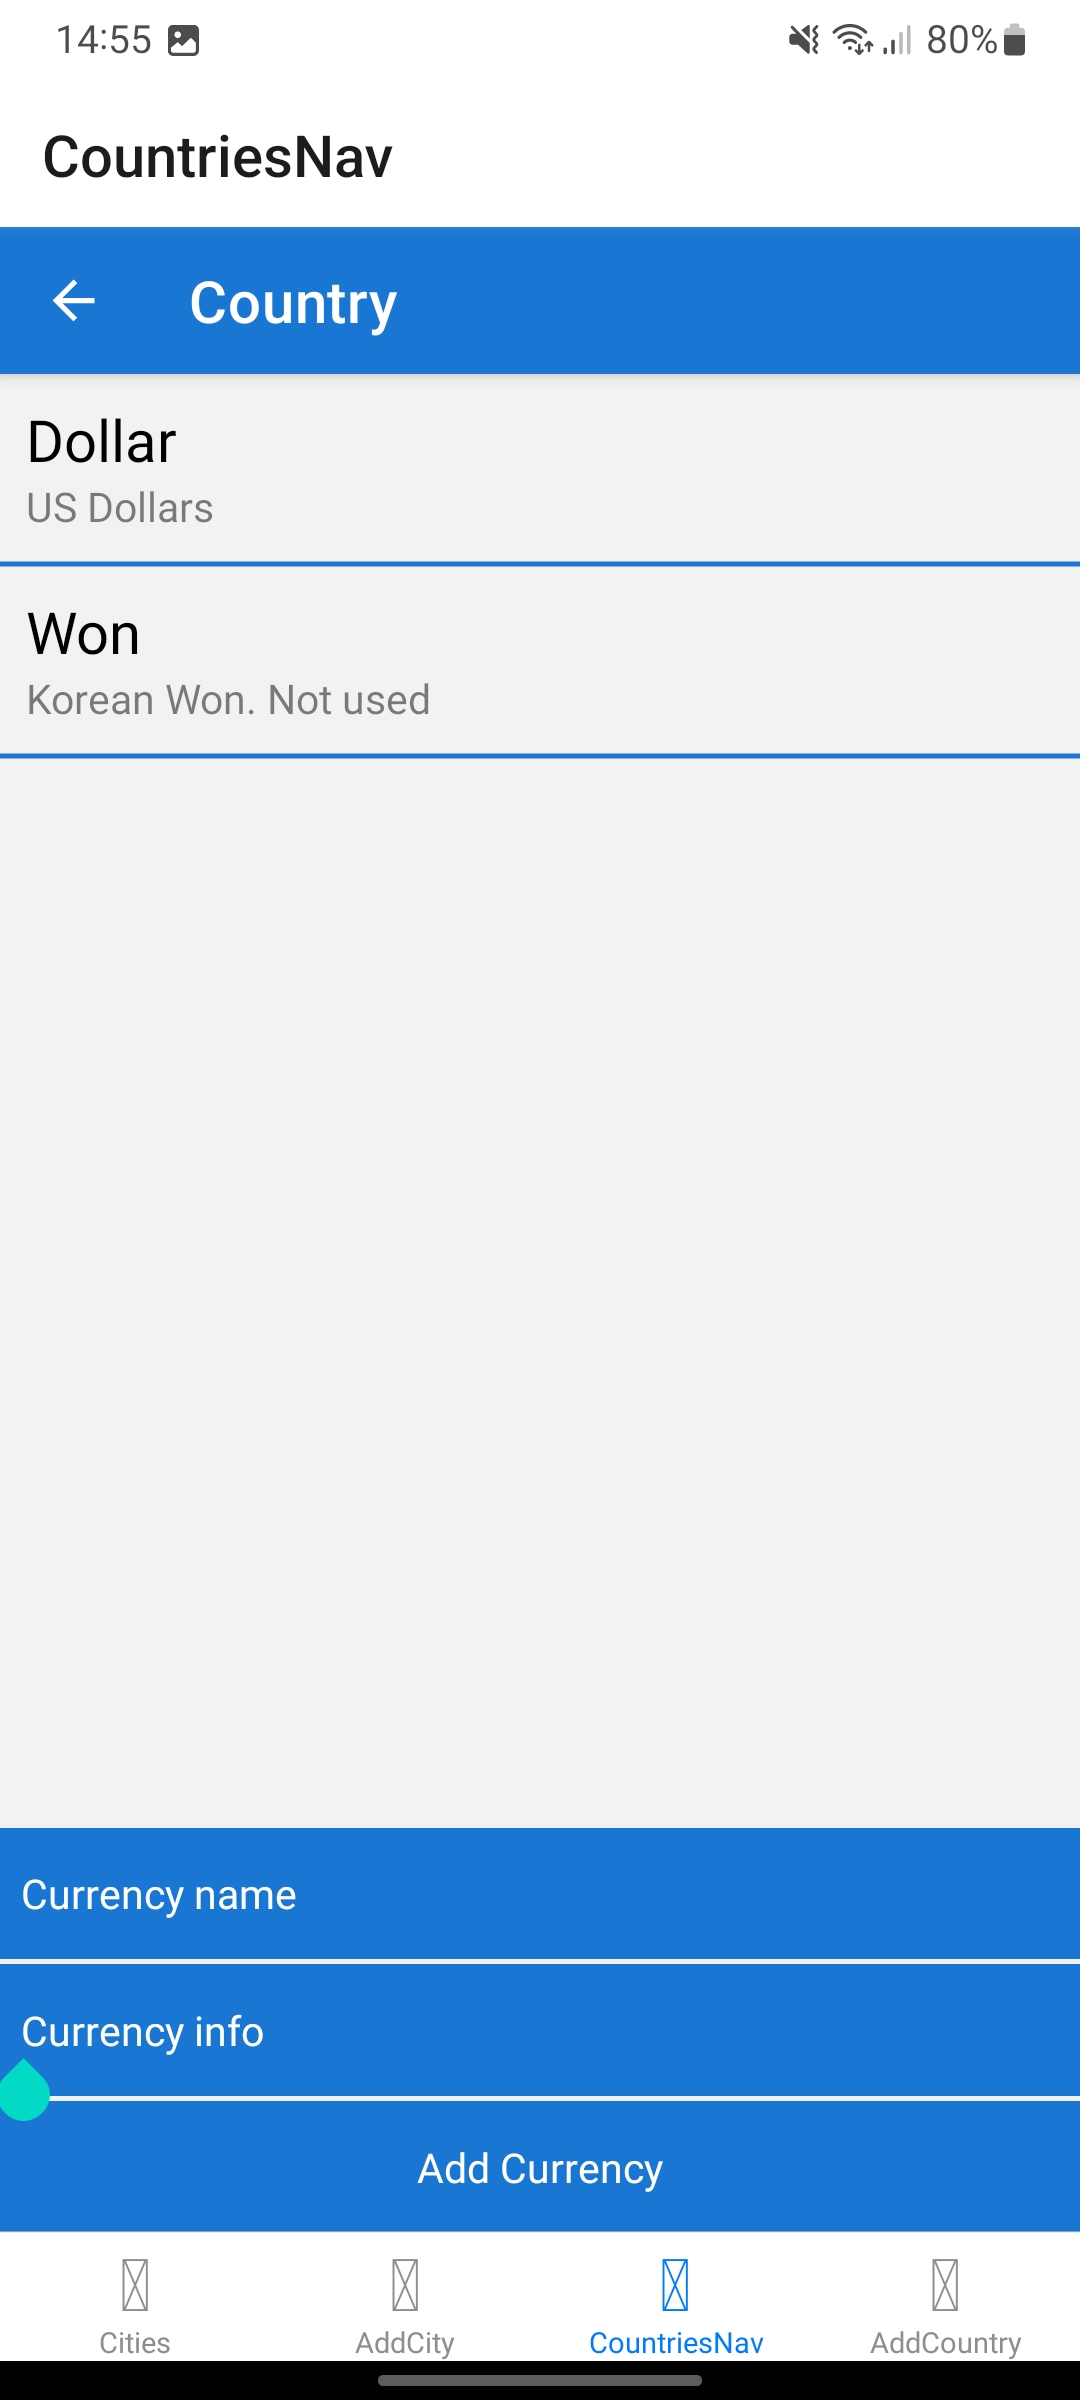 14:55
80%
CountriesNav
Country
Dollar
US Dollars
Won
Korean Won. Not used
Currency name
Currency info
Add Currency
Cities
AddCity
CountriesNav
AddCountry